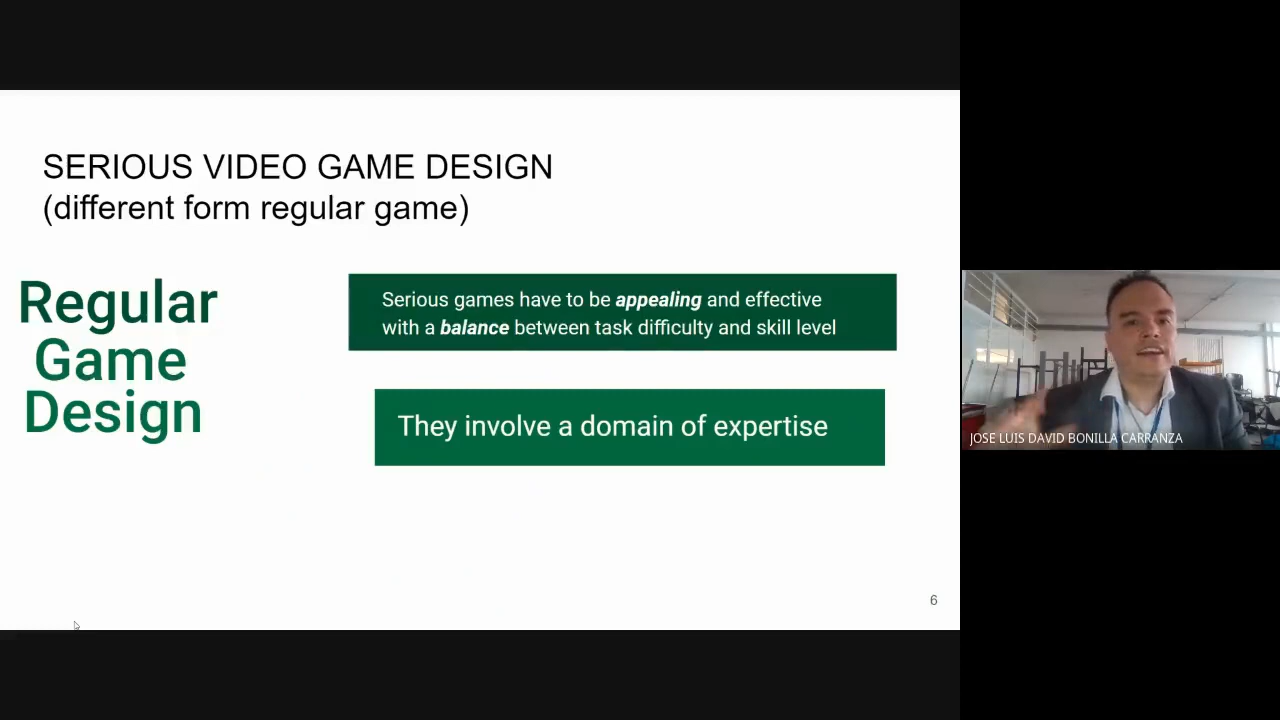 SERIOUS VIDEO GAME DESIGN
(different form regular game)
Regular
Game
Design
Serious games have to be appealing and effective
with a balance between task difficulty and skill level
They involve a domain of expertise
6
JOSE LUIS DAVID BONILLA CARRANZA